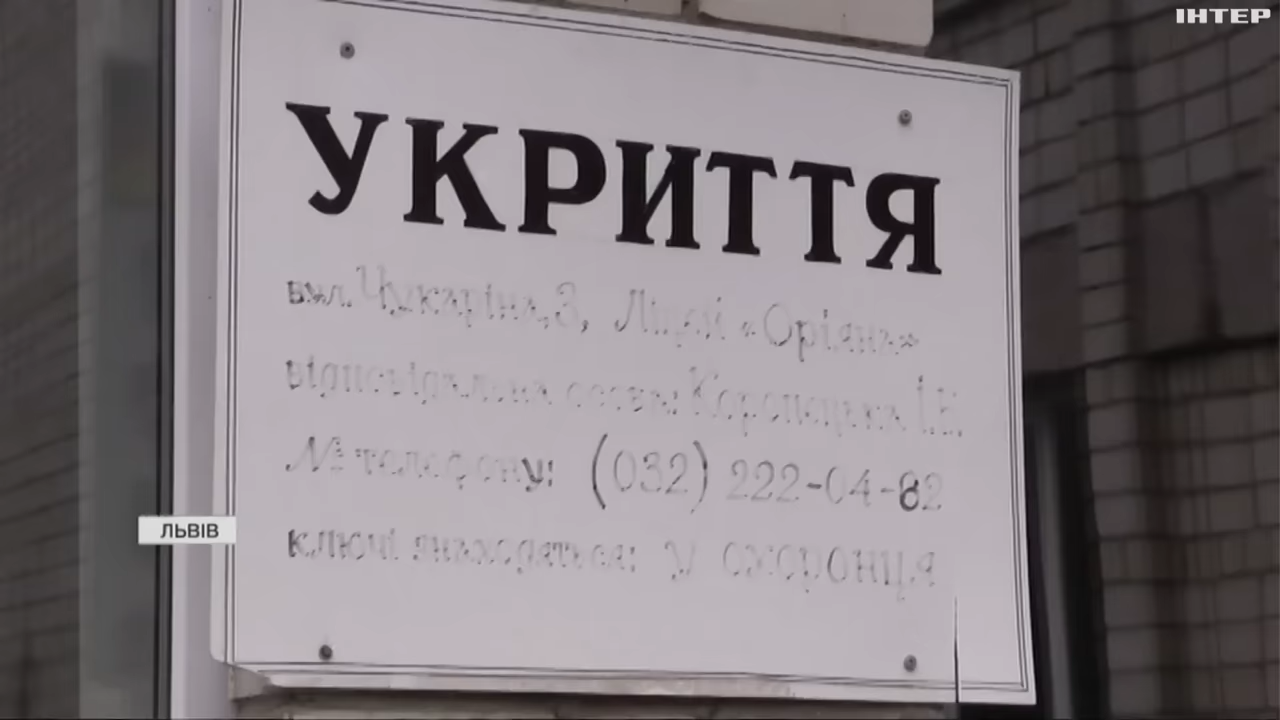 ІНТЕР
УКРИТТЯ
вул. Чукаріна, 3, Ліцей «Оріяна»
відповідальна особа: Коропецька І.Є.
№ телефону: (032) 222-04-82
ключі знаходяться: у охоронця
ЛЬВІВ